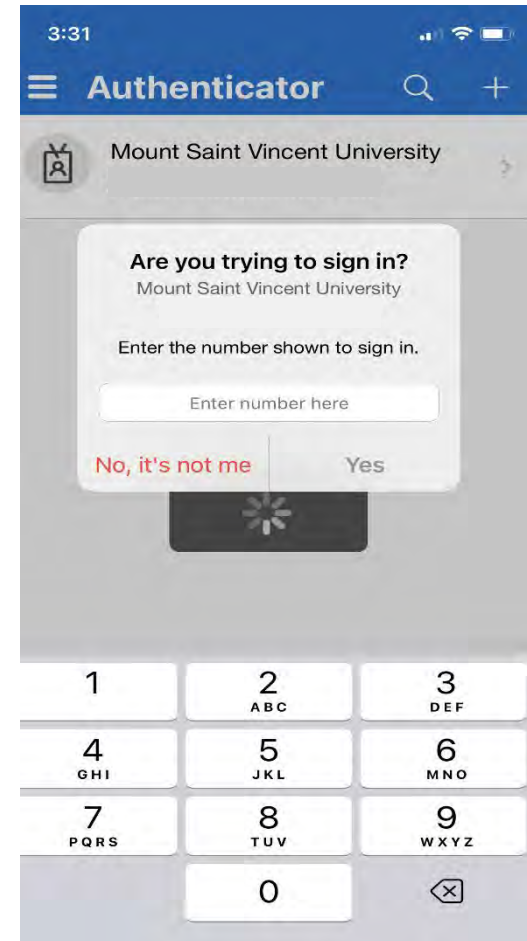 3:31
Authenticator
Mount Saint Vincent University
Are you trying to sign in?
Mount Saint Vincent University
Enter the number shown to sign in.
Enter number here
No, it's not me
Yes
1
2
ABC
3
DEF
4
GHI
5
JKL
6
MNO
7
PQRS
8
TUV
9
WXYZ
0